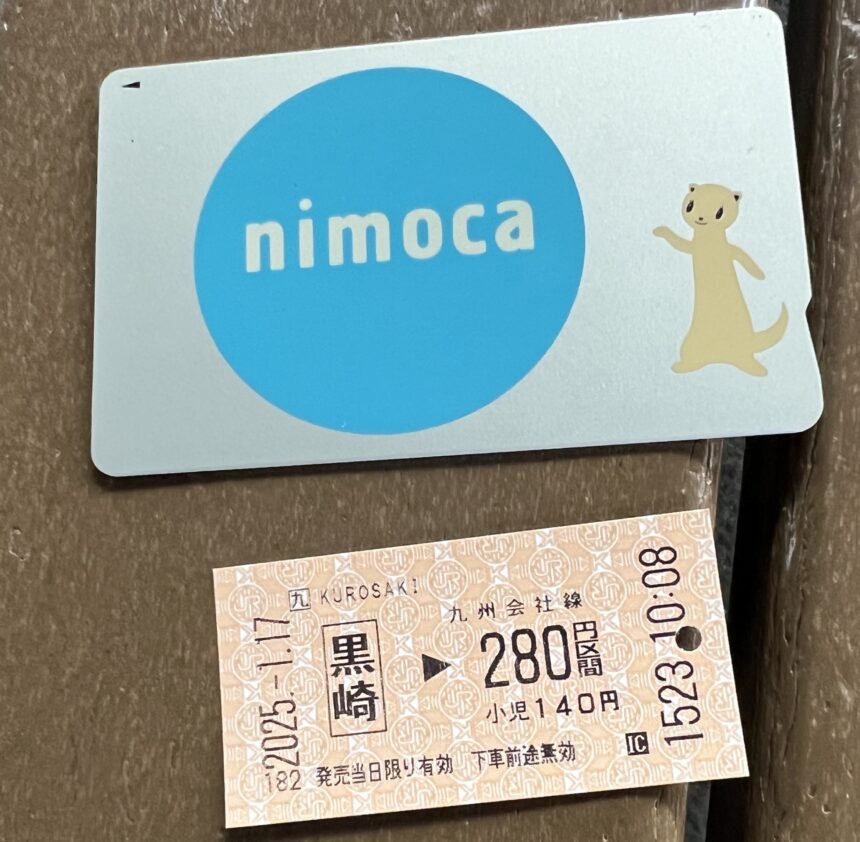 nimoca
九 KUROSAKI
2025.-1.17
黒崎
九州会社線
280円区間
小児140円
IC
1523 10:08
182 発売当日限り有効 下車前途無効